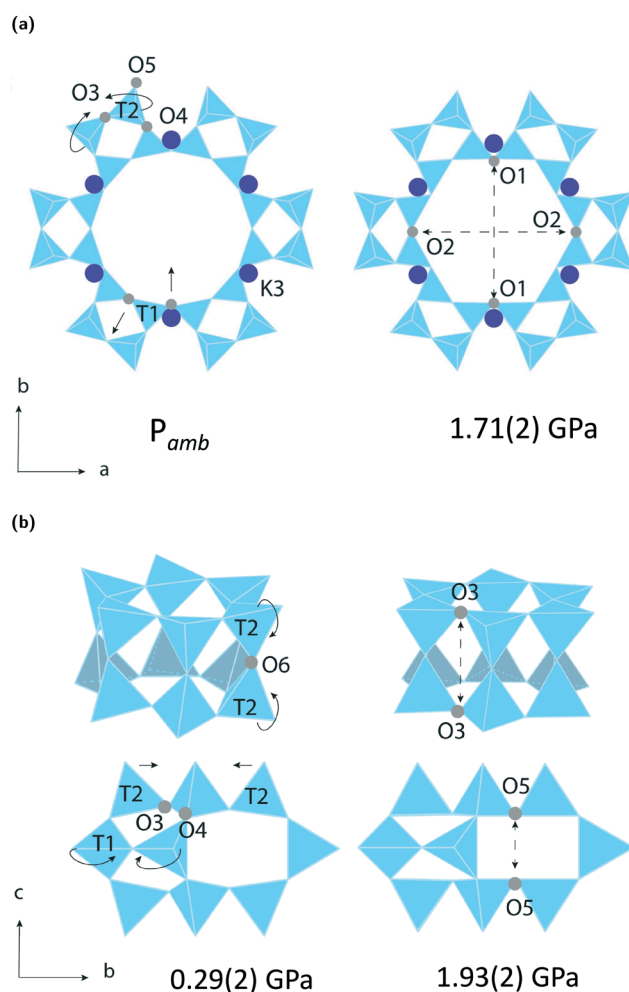 (a)
O5
O3
T2
O4
O1
O2
O2
K3
T1
O1
b
a
Pamb
1.71(2) GPa
(b)
O3
T2
O6
T2
O3
T2
T2
O5
O3
O4
T1
O5
c
b
0.29(2) GPa
1.93(2) GPa